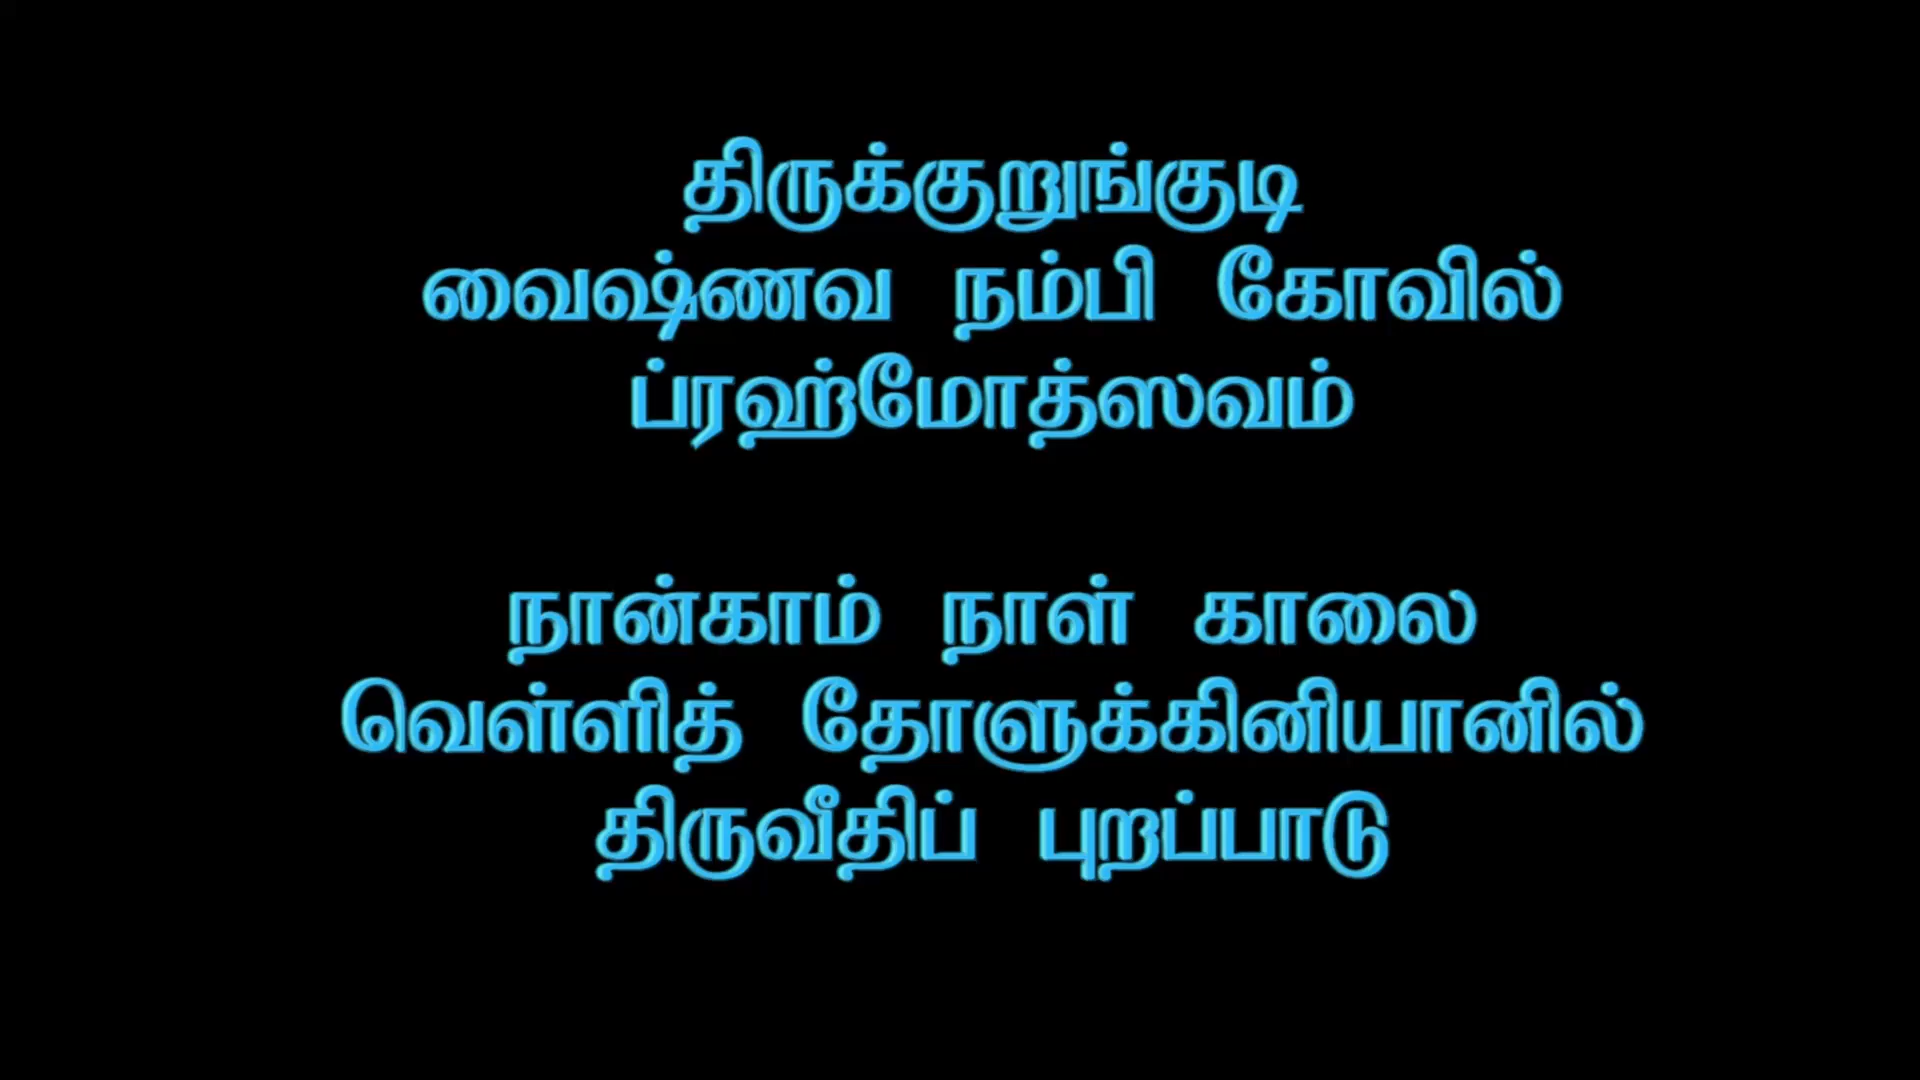 திருக்குறுங்குடி
வைஷ்ணவ நம்பி கோவில்
ப்ரஹ்மோத்ஸவம்
நான்காம் நாள் காலை
வெள்ளித் தோளுக்கினியானில்
திருவீதிப் புறப்பாடு